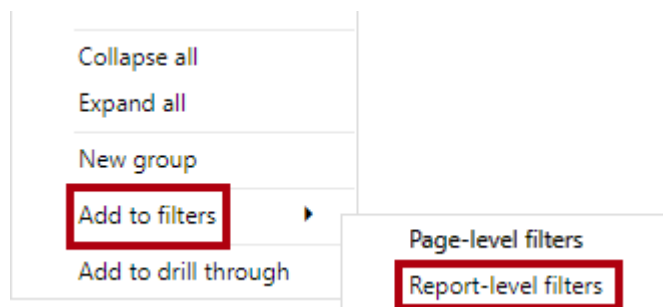 Collapse all
Expand all
New group
Add to filters
Page-level filters
Add to drill through
Report-level filters